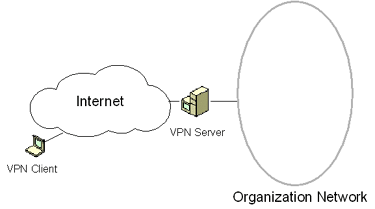 Internet
VPN Server
VPN Client
Organization Network